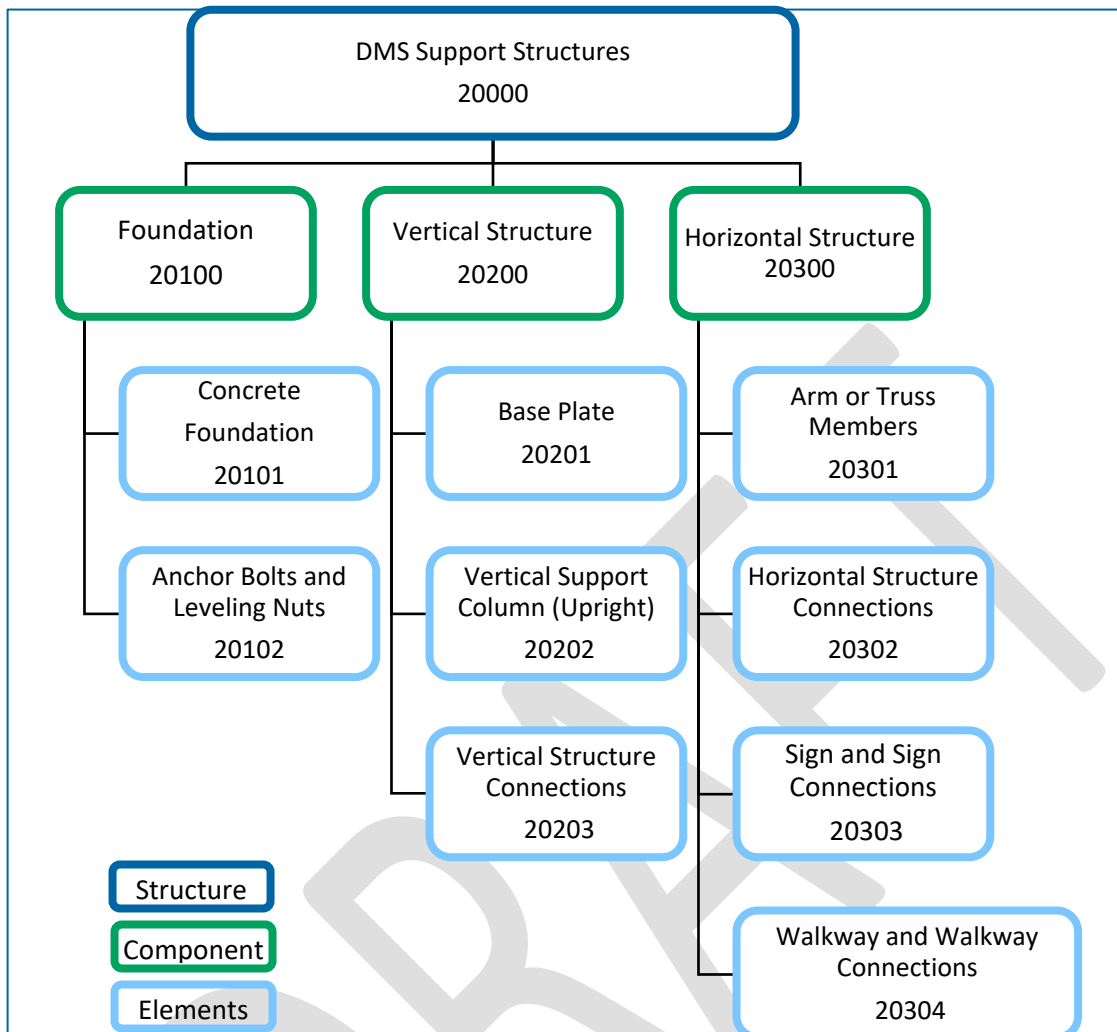 DMS Support Structures
20000
Foundation
20100
Vertical Structure
20200
Horizontal Structure
20300
Concrete
Foundation
20101
Base Plate
20201
Arm or Truss
Members
20301
Anchor Bolts and
Leveling Nuts
20102
Vertical Support
Column (Upright)
20202
Horizontal Structure
Connections
20302
Vertical Structure
Connections
20203
Sign and Sign
Connections
20303
Walkway and Walkway
Connections
20304
Structure
Component
Elements
DRAFT